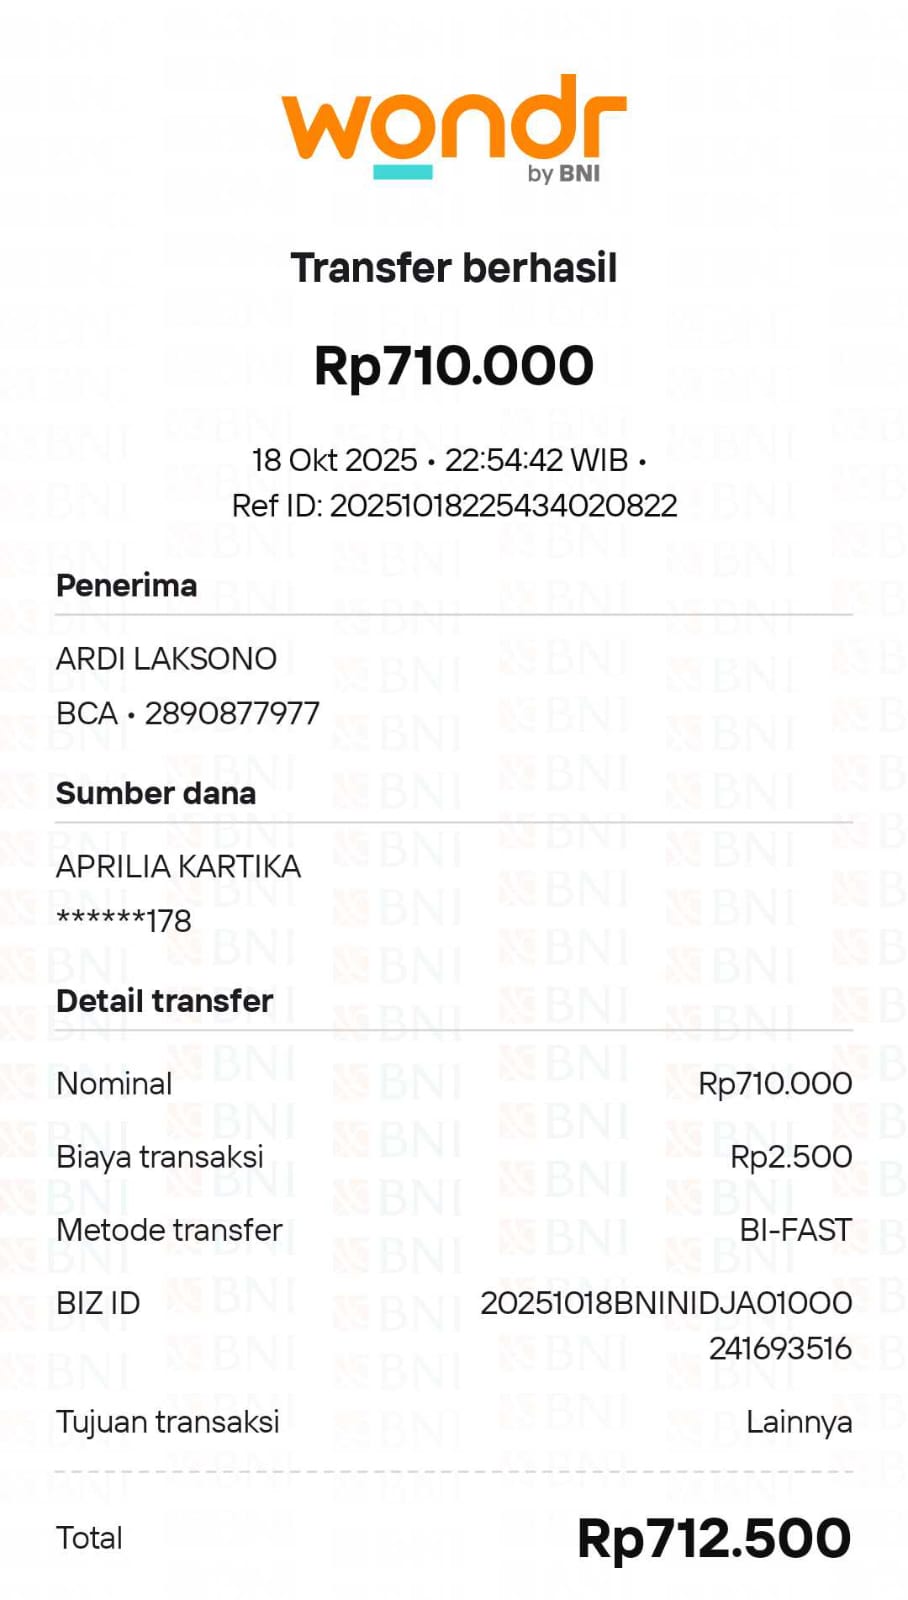 wondr
by BNI
Transfer berhasil
Rp710.000
18 Okt 2025 • 22:54:42 WIB •
Ref ID: 20251018225434020822
Penerima
ARDI LAKSONO
BCA • 2890877977
Sumber dana
APRILIA KARTIKA
******178
Detail transfer
Nominal Rp710.000
Biaya transaksi Rp2.500
Metode transfer BI-FAST
BIZ ID 20251018BNINIDJA01000
241693516
Tujuan transaksi Lainnya
Total Rp712.500